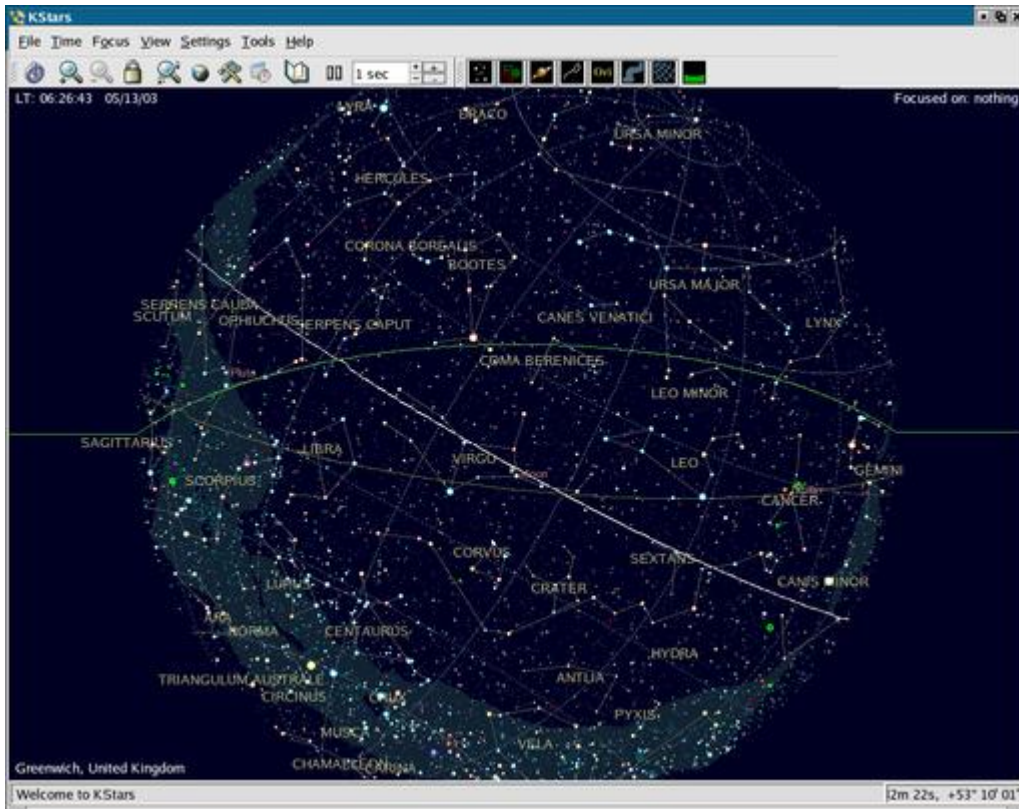 KStars
File Time Focus View Settings Tools Help
1 sec
LT: 06:26:43 05/13/03
Focused on: nothing
LYRA
DRACO
URSA MINOR
HERCULES
CORONA BOREALIS
BOOTES
URSA MAJOR
SERPENS CAUDA
SCUTUM
OPHIUCHUS
SERPENS CAPUT
CANES VENATICI
LYNX
COMA BERENICES
Pluto
LEO MINOR
SAGITTARIUS
LIBRA
VIRGO
Moon
LEO
GEMINI
SCORPIUS
CANCER
CORVUS
SEXTANS
LUPUS
CRATER
CANIS MINOR
ARA
NORMA
CENTAURUS
HYDRA
TRIANGULUM AUSTRALE
ANTLIA
CIRCINUS
CRUX
PYXIS
MUSCA
VELA
Greenwich, United Kingdom
Welcome to KStars
2m 22s, +53° 10' 01"